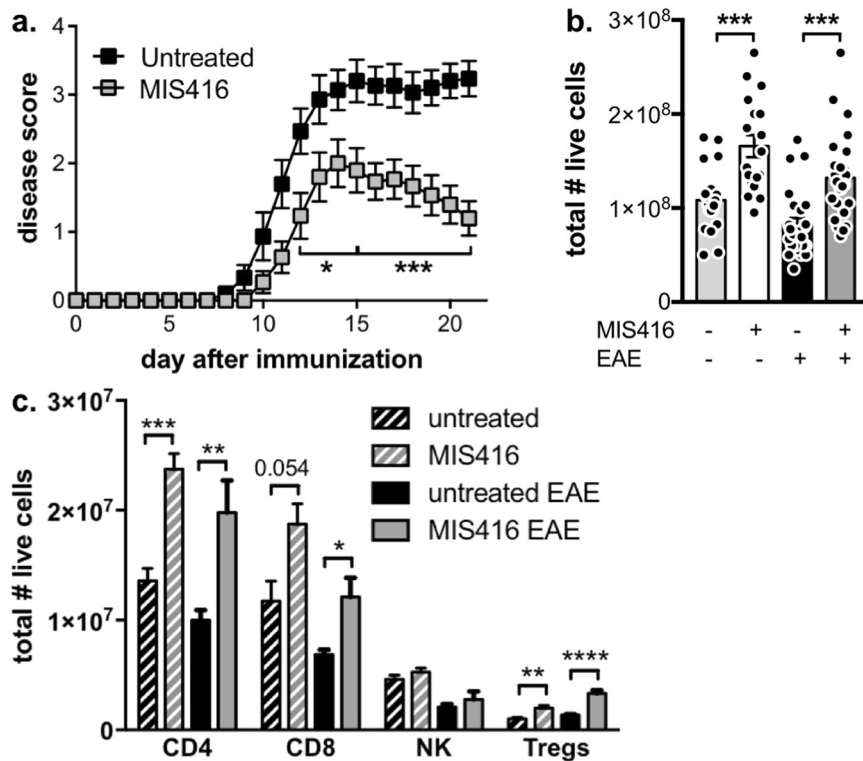 a.
disease score
4
3
2
1
0
Untreated
MIS416
*
***
0 5 10 15 20
day after immunization
b.
total # live cells
3×10⁸
2×10⁸
1×10⁸
0
*** ***
MIS416 - + - +
EAE - - + +
c.
total # live cells
3×10⁷
2×10⁷
1×10⁷
0
*** ** 0.054 * ** ****
untreated
MIS416
untreated EAE
MIS416 EAE
CD4 CD8 NK Tregs